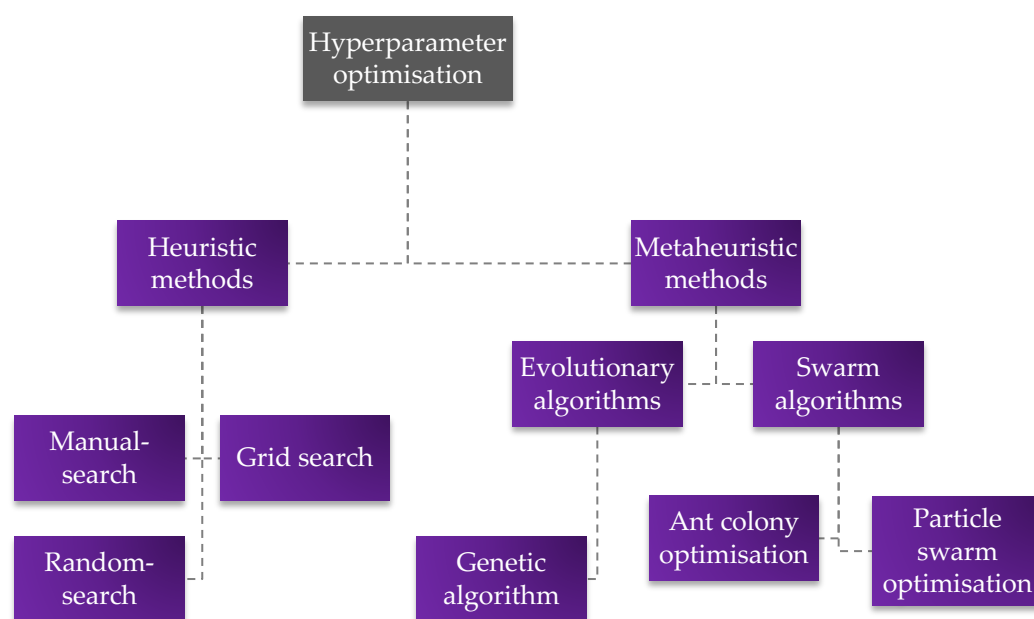 Hyperparameter
optimisation
Heuristic
methods
Metaheuristic
methods
Evolutionary
algorithms
Swarm
algorithms
Manual-
search
Grid search
Random-
search
Genetic
algorithm
Ant colony
optimisation
Particle
swarm
optimisation